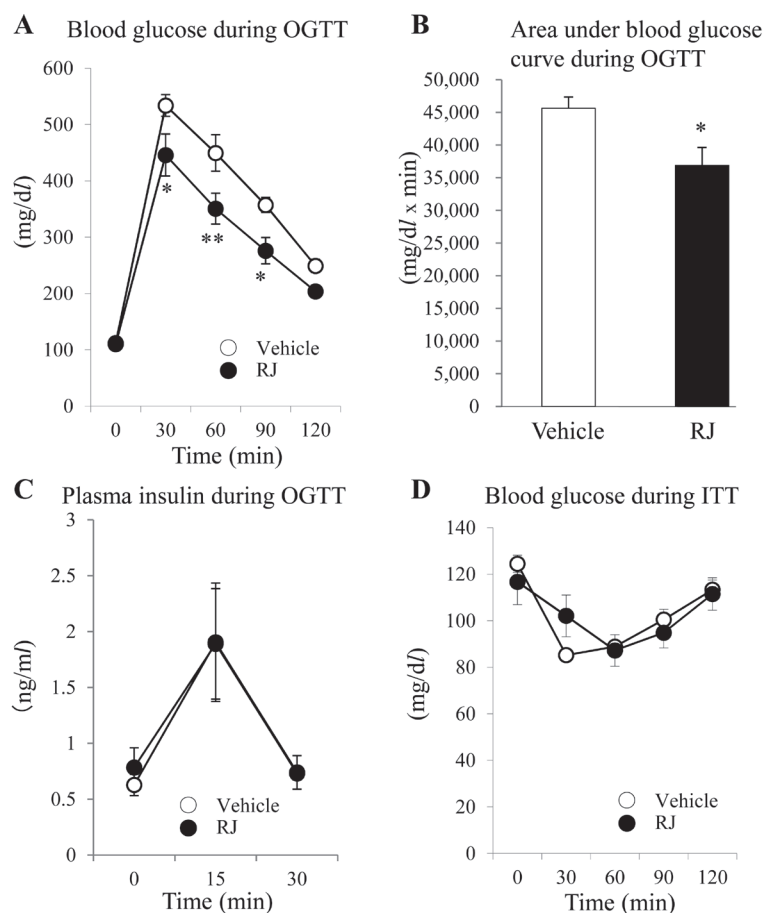 A Blood glucose during OGTT
600
500
400
300
200
100
0
(mg/dl)
*
**
*
Vehicle
RJ
0 30 60 90 120
Time (min)
B Area under blood glucose
curve during OGTT
50,000
45,000
40,000
35,000
30,000
25,000
20,000
15,000
10,000
5,000
0
(mg/dl x min)
*
Vehicle RJ
C Plasma insulin during OGTT
3
2.5
2
1.5
1
0.5
0
(ng/ml)
Vehicle
RJ
0 15 30
Time (min)
D Blood glucose during ITT
140
120
100
80
60
40
20
0
(mg/dl)
Vehicle
RJ
0 30 60 90 120
Time (min)